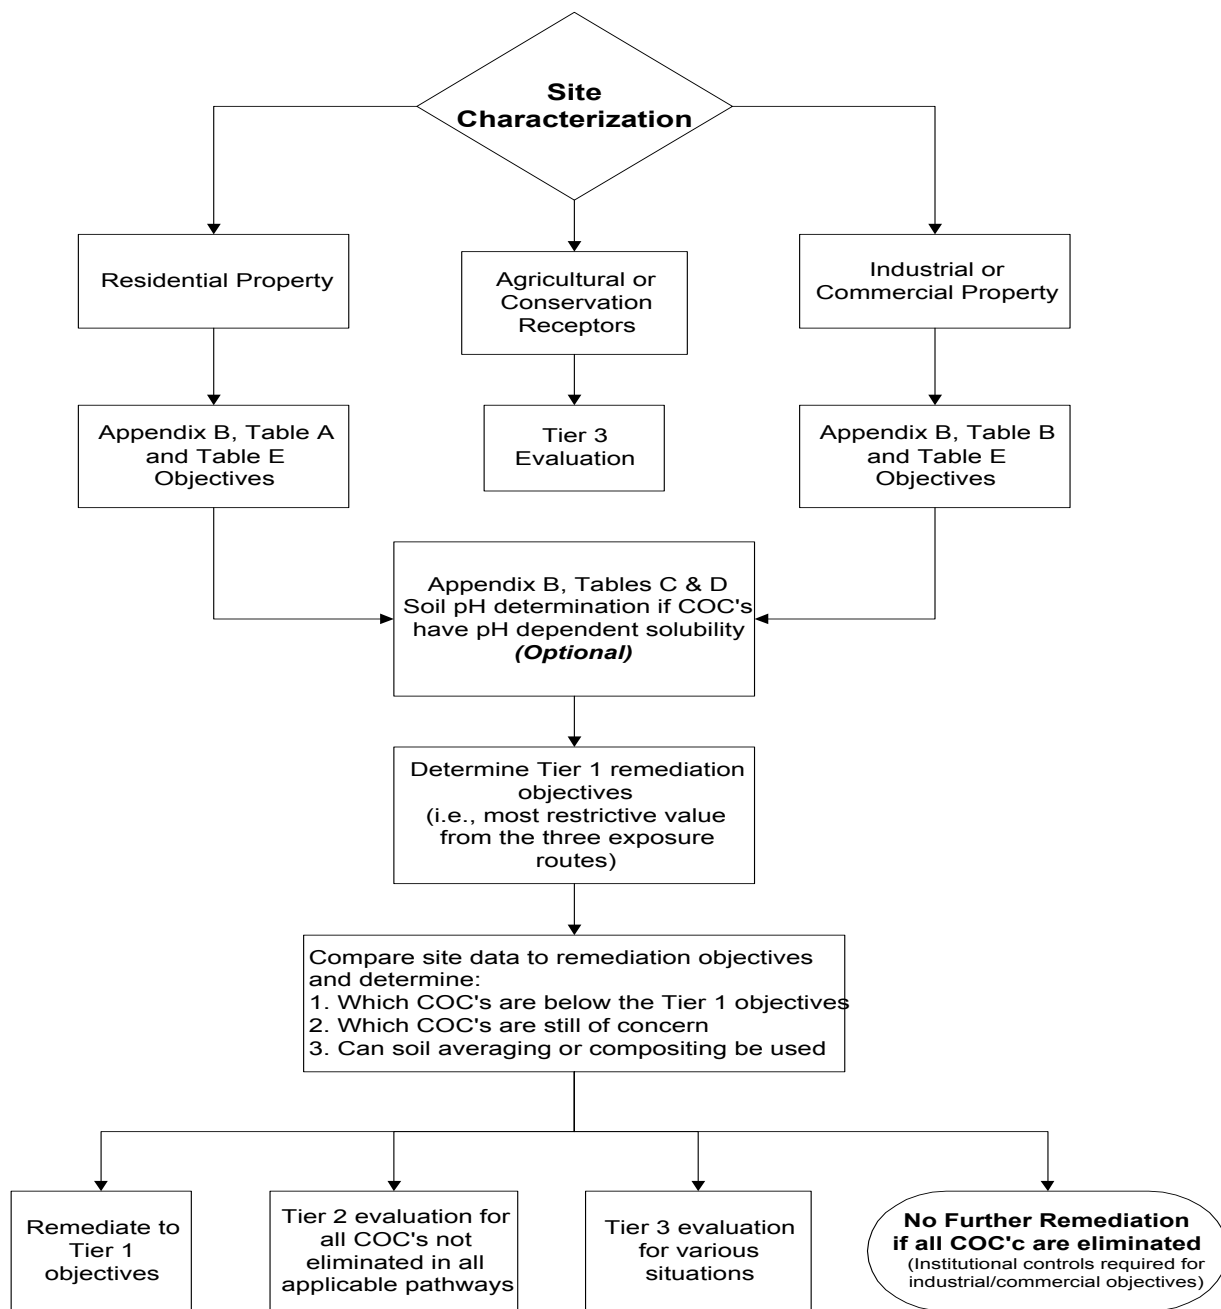 Site
Characterization
Residential Property
Agricultural or
Conservation
Receptors
Industrial or
Commercial Property
Appendix B, Table A
and Table E
Objectives
Tier 3
Evaluation
Appendix B, Table B
and Table E
Objectives
Appendix B, Tables C & D
Soil pH determination if COC's
have pH dependent solubility
(Optional)
Determine Tier 1 remediation
objectives
(i.e., most restrictive value
from the three exposure
routes)
Compare site data to remediation objectives
and determine:
1. Which COC's are below the Tier 1 objectives
2. Which COC's are still of concern
3. Can soil averaging or compositing be used
Remediate to
Tier 1
objectives
Tier 2 evaluation for
all COC's not
eliminated in all
applicable pathways
Tier 3 evaluation
for various
situations
No Further Remediation
if all COC'c are eliminated
(Institutional controls required for
industrial/commercial objectives)